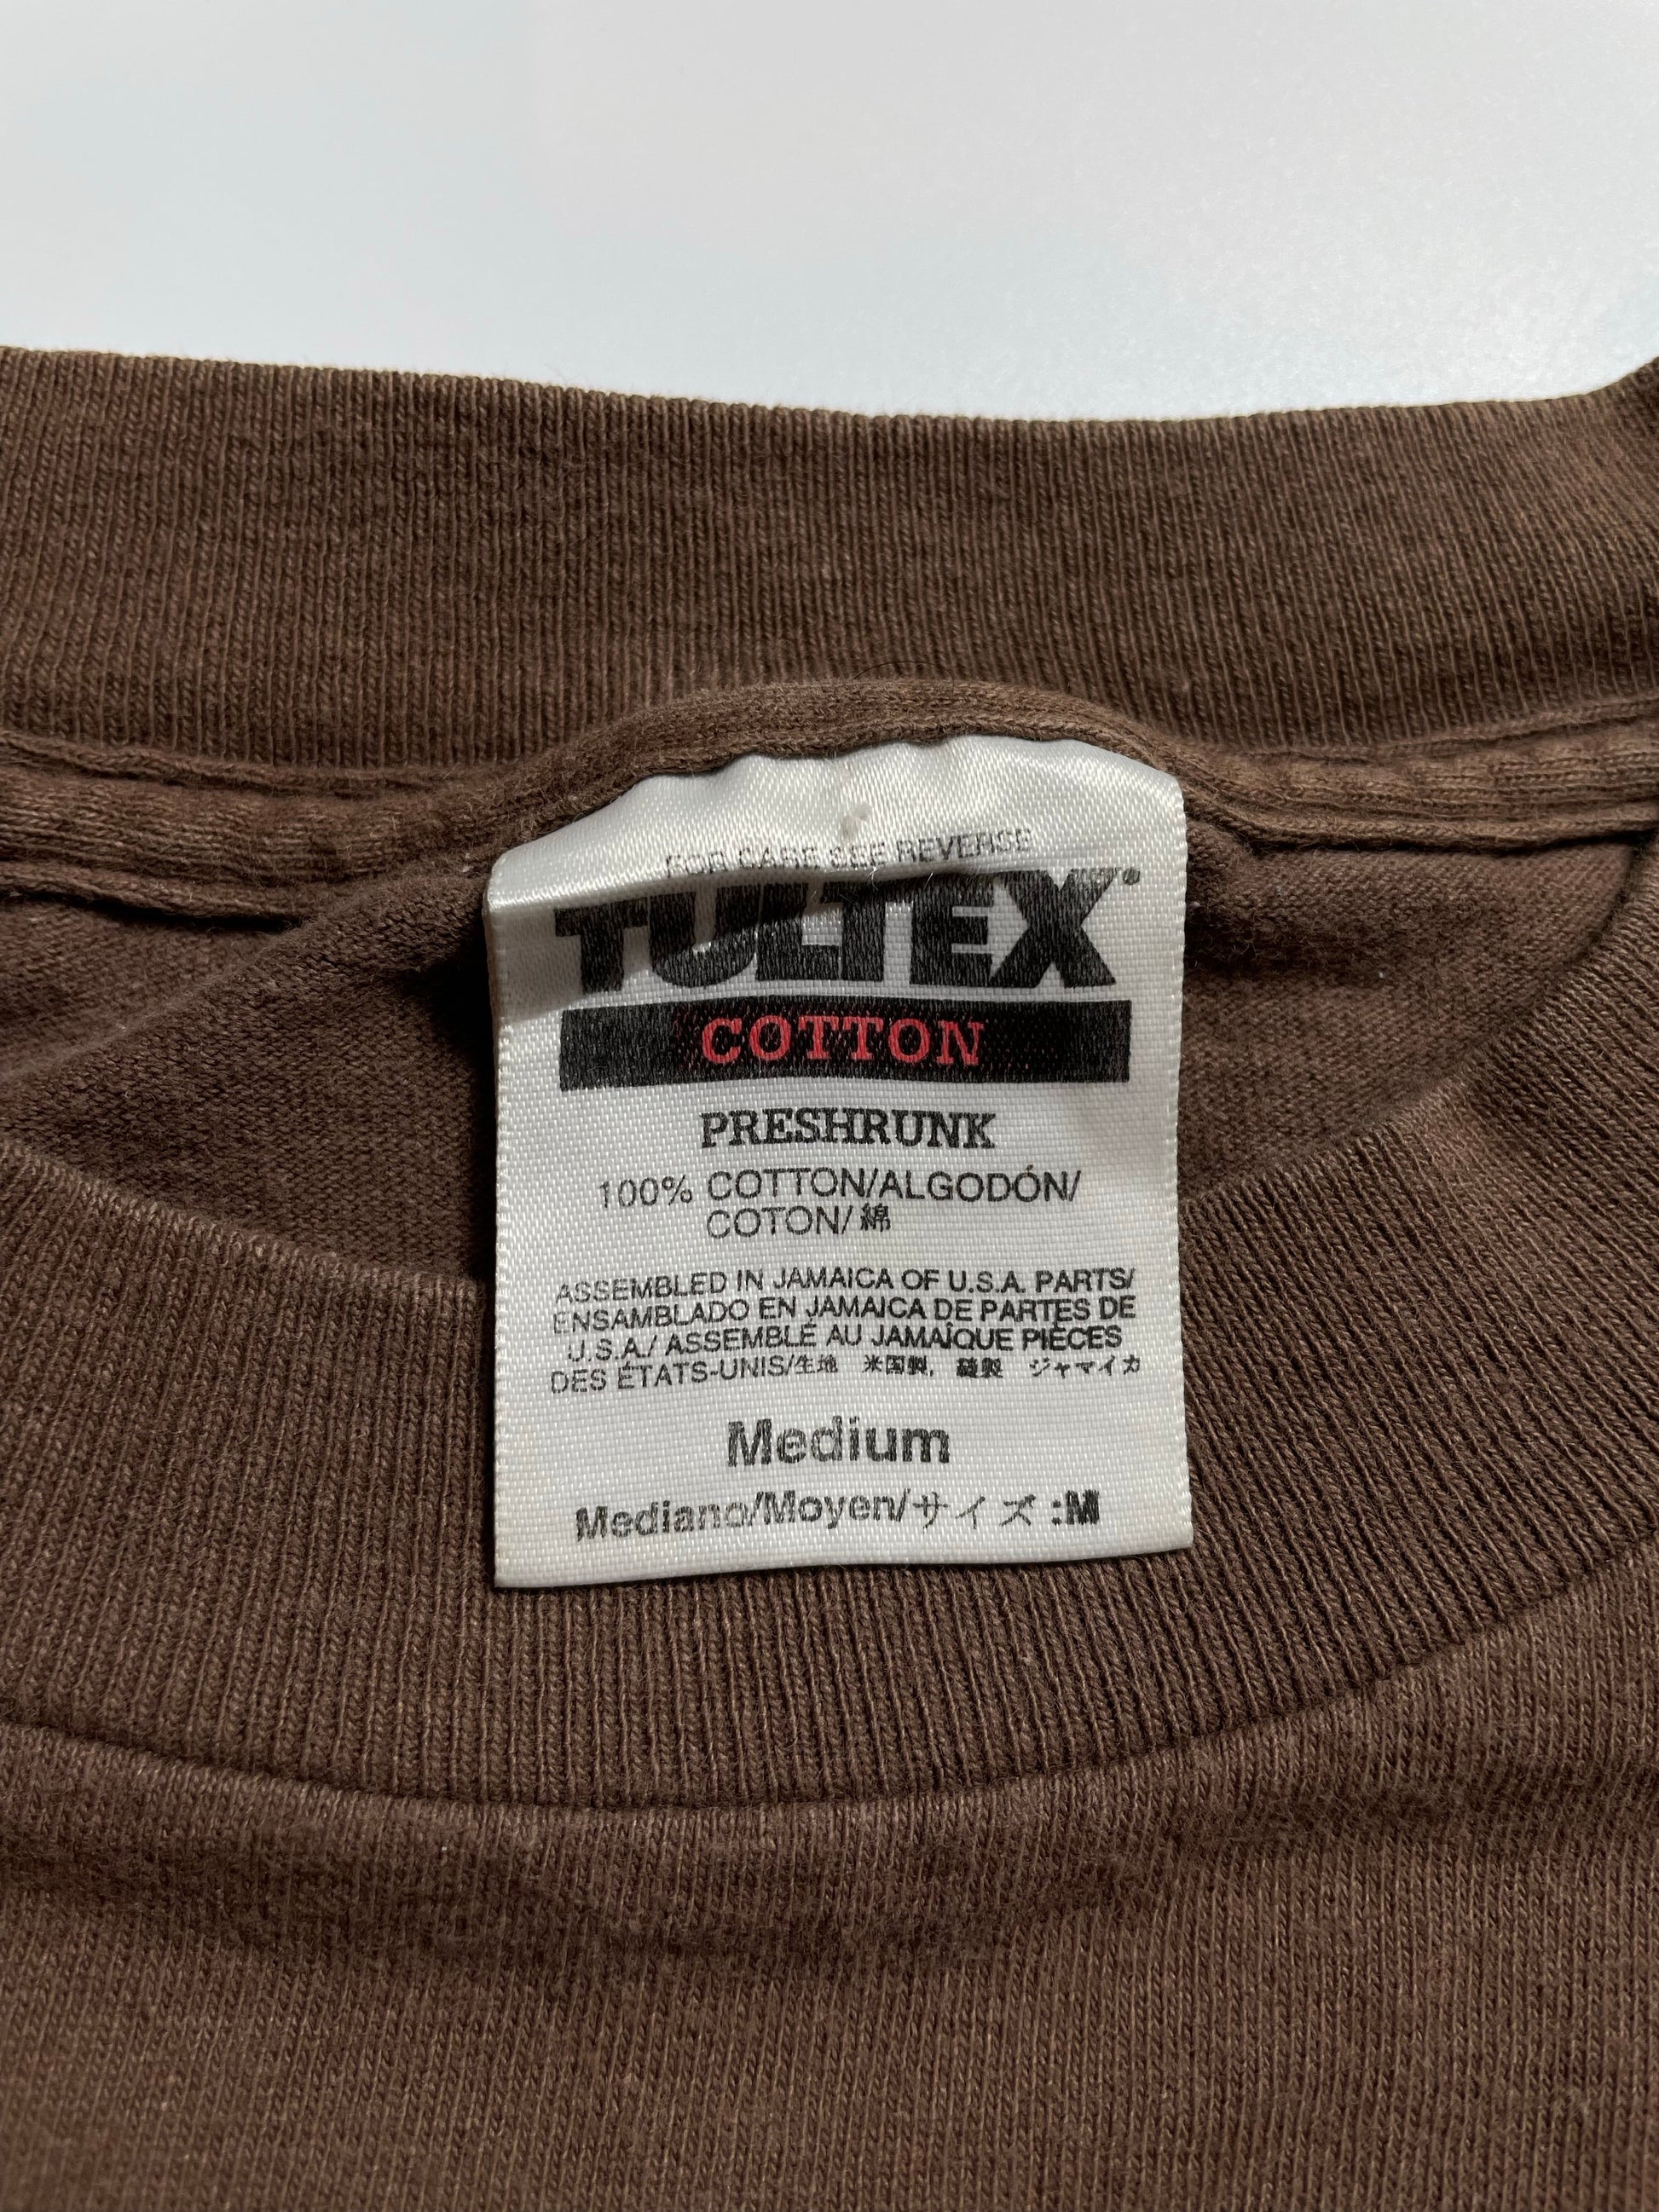 FOR CARE SEE REVERSE
TULTEX®
COTTON
PRESHRUNK
100% COTTON/ALGODÓN/
COTON/綿
ASSEMBLED IN JAMAICA OF U.S.A. PARTS/
ENSAMBLADO EN JAMAICA DE PARTES DE
U.S.A./ ASSEMBLÉ AU JAMAÏQUE PIÈCES
DES ÉTATS-UNIS/生地 米国製, 縫製 ジャマイカ
Medium
Mediano/Moyen/サイズ :M